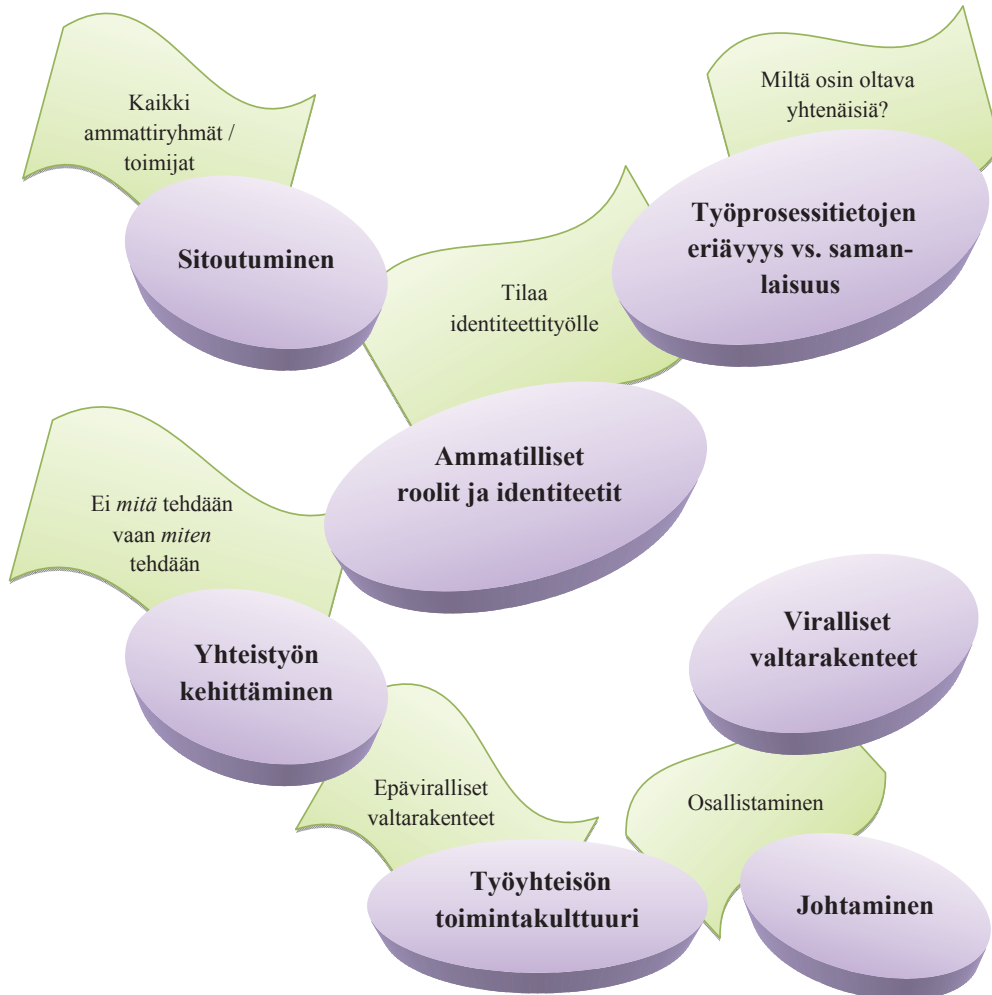 Kaikki
ammattiryhmät /
toimijat
Miltä osin oltava
yhtenäisiä?
Sitoutuminen
Työprosessitietojen
eriävyys vs. saman-
laisuus
Tilaa
identiteettityölle
Ammatilliset
roolit ja identiteetit
Ei mitä tehdään
vaan miten
tehdään
Yhteistyön
kehittäminen
Viralliset
valtarakenteet
Epäviralliset
valtarakenteet
Osallistaminen
Työyhteisön
toimintakulttuuri
Johtaminen